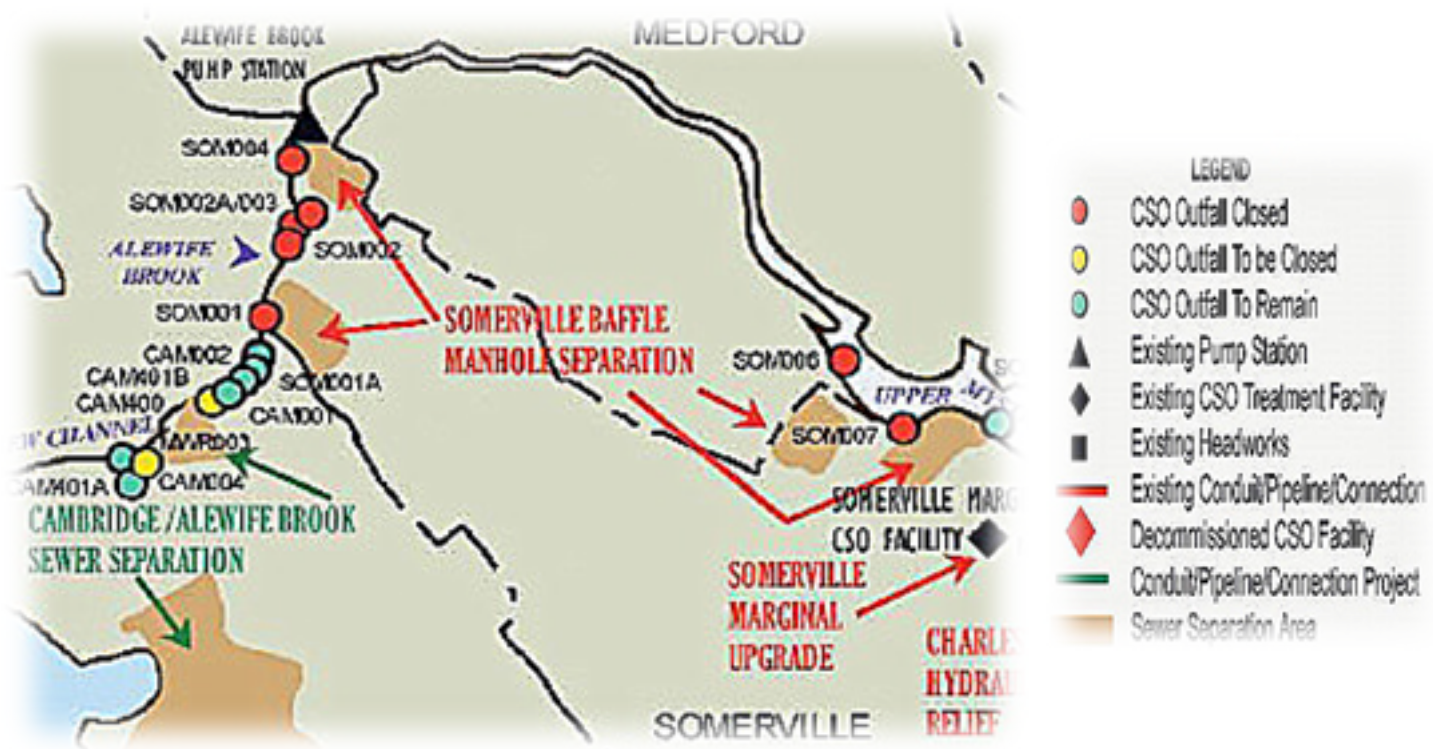 ALEWIFE BROOK
PUMP STATION
MEDFORD
SOM004
SOM002A/003
SOM002
ALEWIFE
BROOK
SOM001
SOMERVILLE BAFFLE
MANHOLE SEPARATION
CAM002
CAM401B
SOM001A
CAM400
CAM001
CHANNEL
MWR003
CAM004
CAM401A
CAMBRIDGE/ALEWIFE BROOK
SEWER SEPARATION
SOM006
UPPER
SOM007
SOMERVILLE
CSO FACILITY
SOMERVILLE
MARGINAL
UPGRADE
RELIEF
SOMERVILLE
LEGEND
CSO Outfall Closed
CSO Outfall To be Closed
CSO Outfall To Remain
Existing Pump Station
Existing CSO Treatment Facility
Existing Headworks
Existing Conduit/Pipeline/Connection
Decommissioned CSO Facility
Conduit/Pipeline/Connection Project
Sewer Separation Area